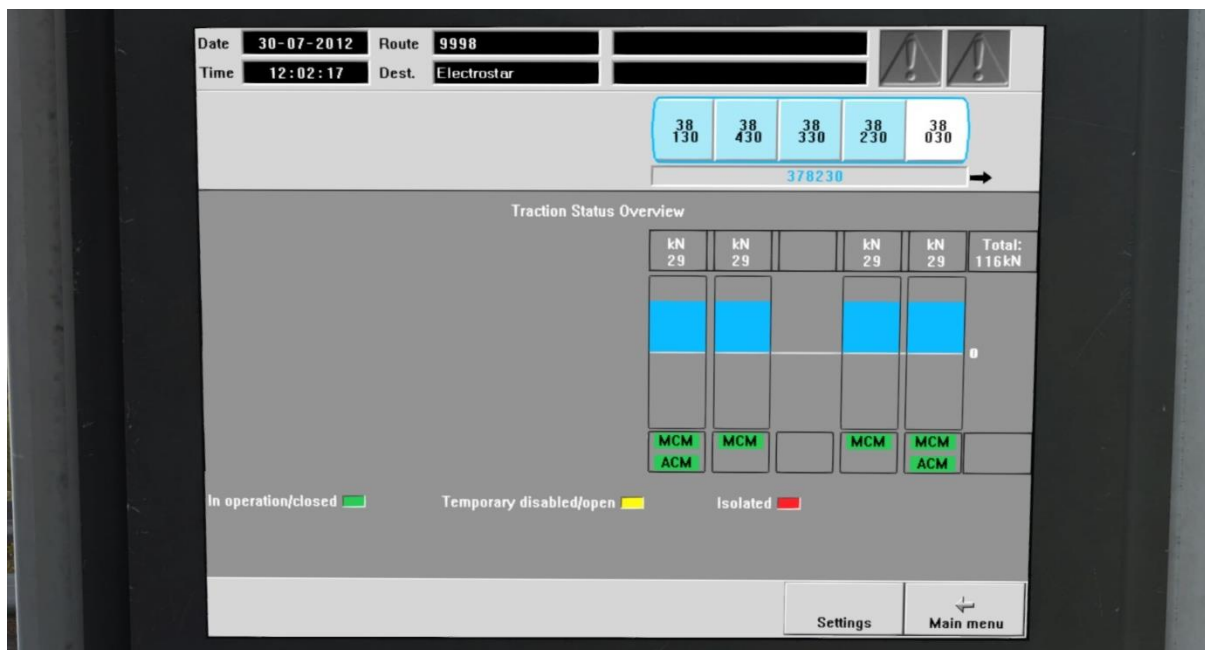 Date 30-07-2012 Route 9998
Time 12:02:17 Dest. Electrostar
38 38 38 38 38
130 430 330 230 030
378230
Traction Status Overview
kN kN kN kN Total:
29 29 29 29 116kN
0
MCM MCM MCM MCM
ACM ACM
In operation/closed Temporary disabled/open Isolated
Settings Main menu